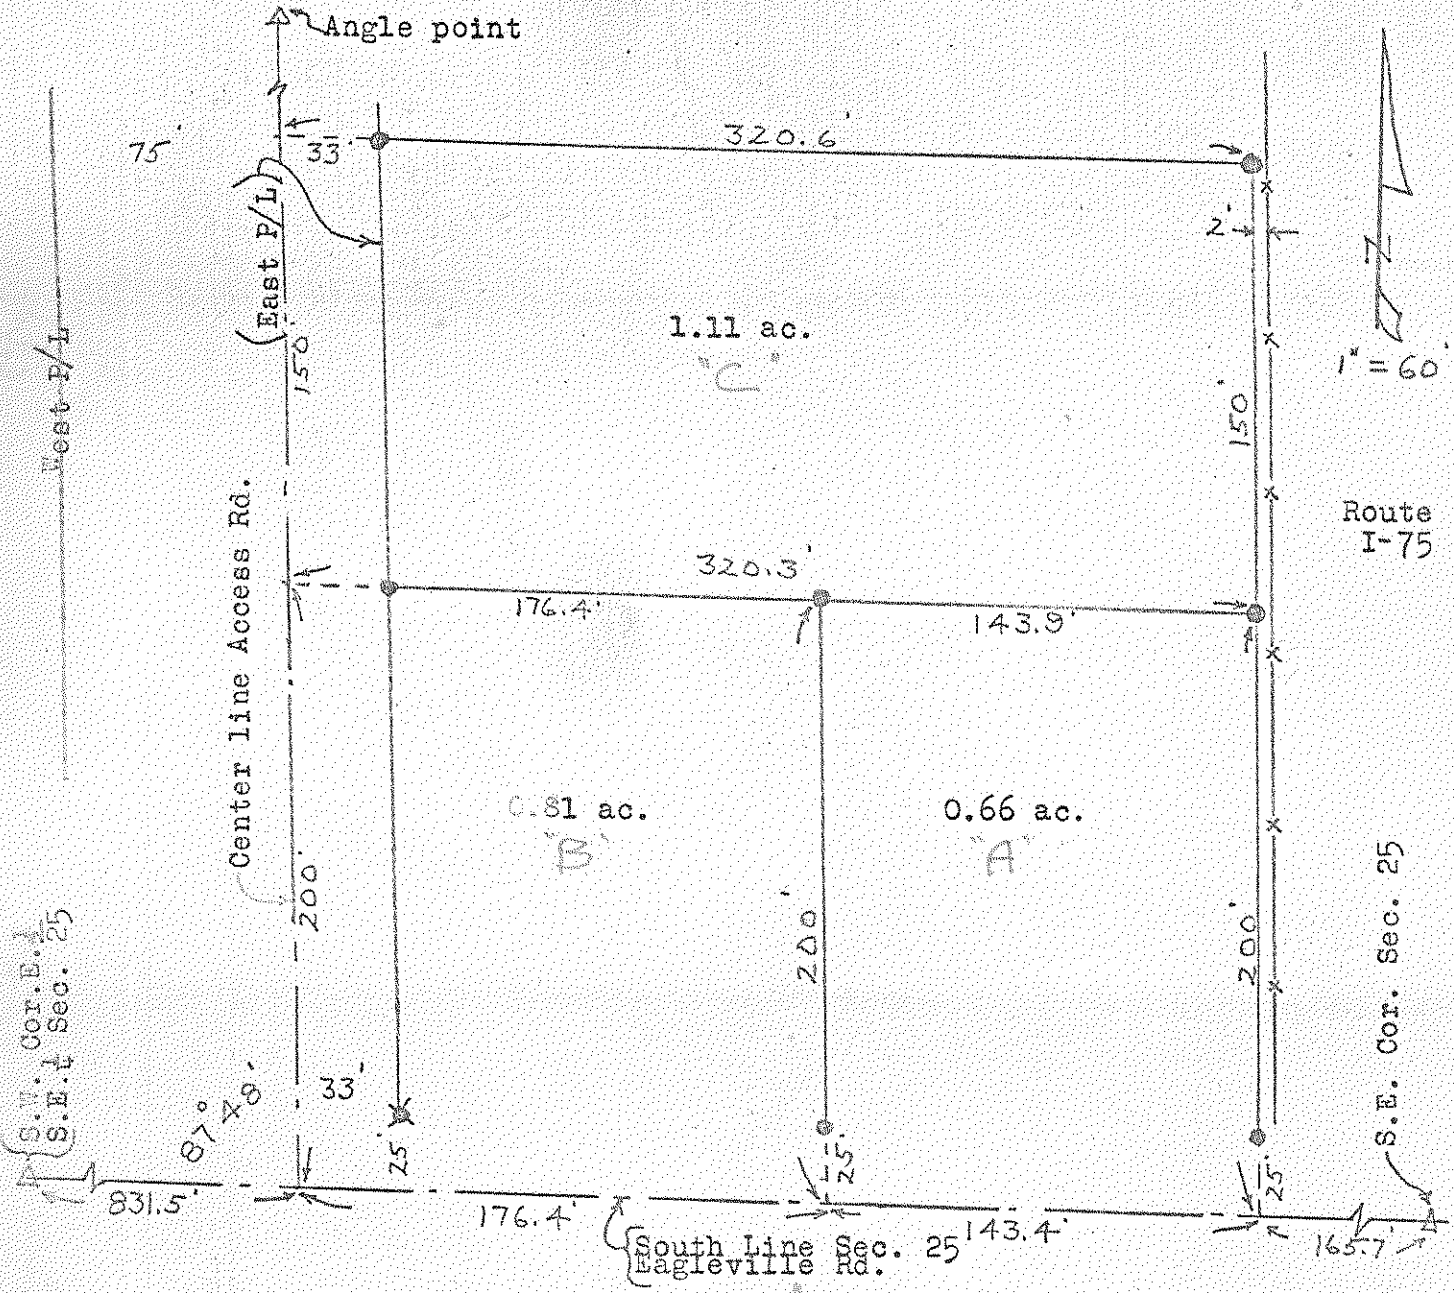 Angle point
75'
33'
320.6'
2'
(East P/L)
150'
West P/L
1.11 ac.
"C"
N
1" = 60'
150'
Route
I-75
Center line Access Rd.
320.3'
176.4'
143.9'
0.81 ac.
"B"
0.66 ac.
"A"
200'
200'
200'
S.W. Cor. E.½
S.E.¼ Sec. 25
S.E. Cor. Sec. 25
87° 48'
33'
25'
25'
25'
831.5'
176.4'
143.4'
165.7'
South Line Sec. 25
Eagleville Rd.